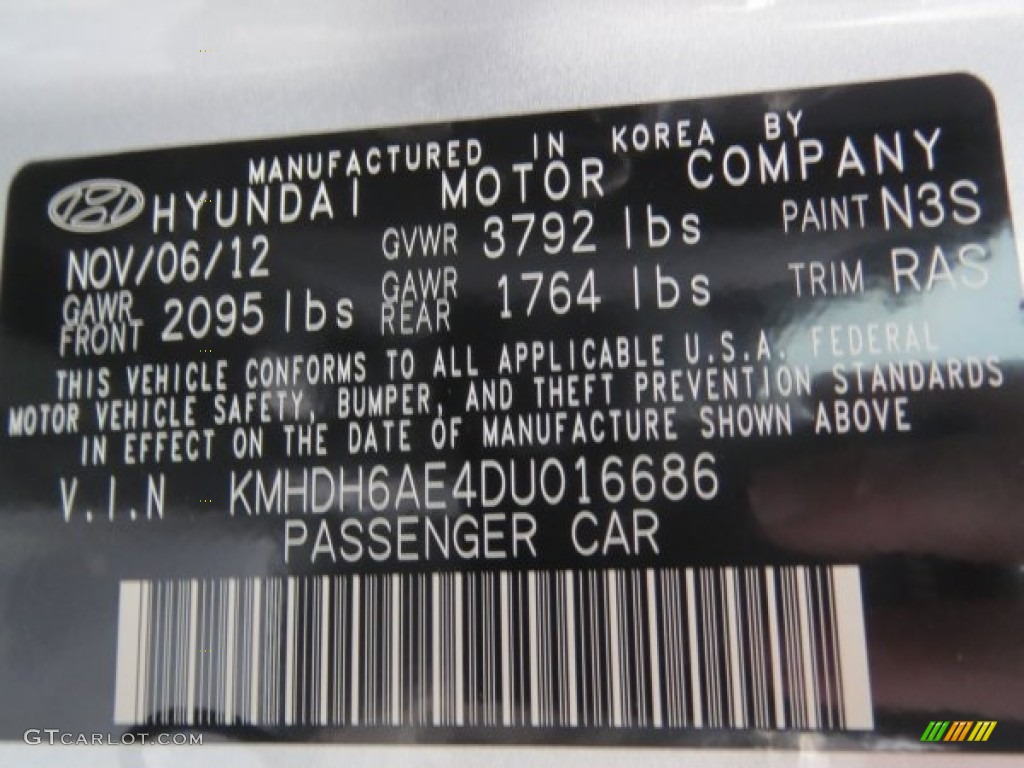 MANUFACTURED IN KOREA BY
HYUNDAI MOTOR COMPANY
NOV/06/12 GVWR 3792 lbs PAINT N3S
GAWR FRONT 2095 lbs GAWR REAR 1764 lbs TRIM RAS
THIS VEHICLE CONFORMS TO ALL APPLICABLE U.S.A. FEDERAL
MOTOR VEHICLE SAFETY, BUMPER, AND THEFT PREVENTION STANDARDS
IN EFFECT ON THE DATE OF MANUFACTURE SHOWN ABOVE
V.I.N KMHDH6AE4DU016686
PASSENGER CAR
GTCARLOT.COM